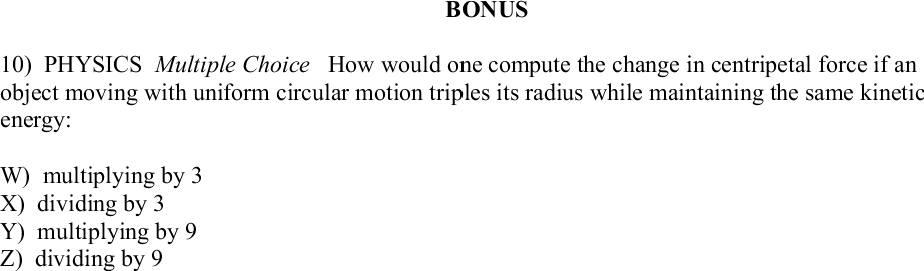 BONUS
10) PHYSICS Multiple Choice How would one compute the change in centripetal force if an
object moving with uniform circular motion triples its radius while maintaining the same kinetic
energy:
W) multiplying by 3
X) dividing by 3
Y) multiplying by 9
Z) dividing by 9